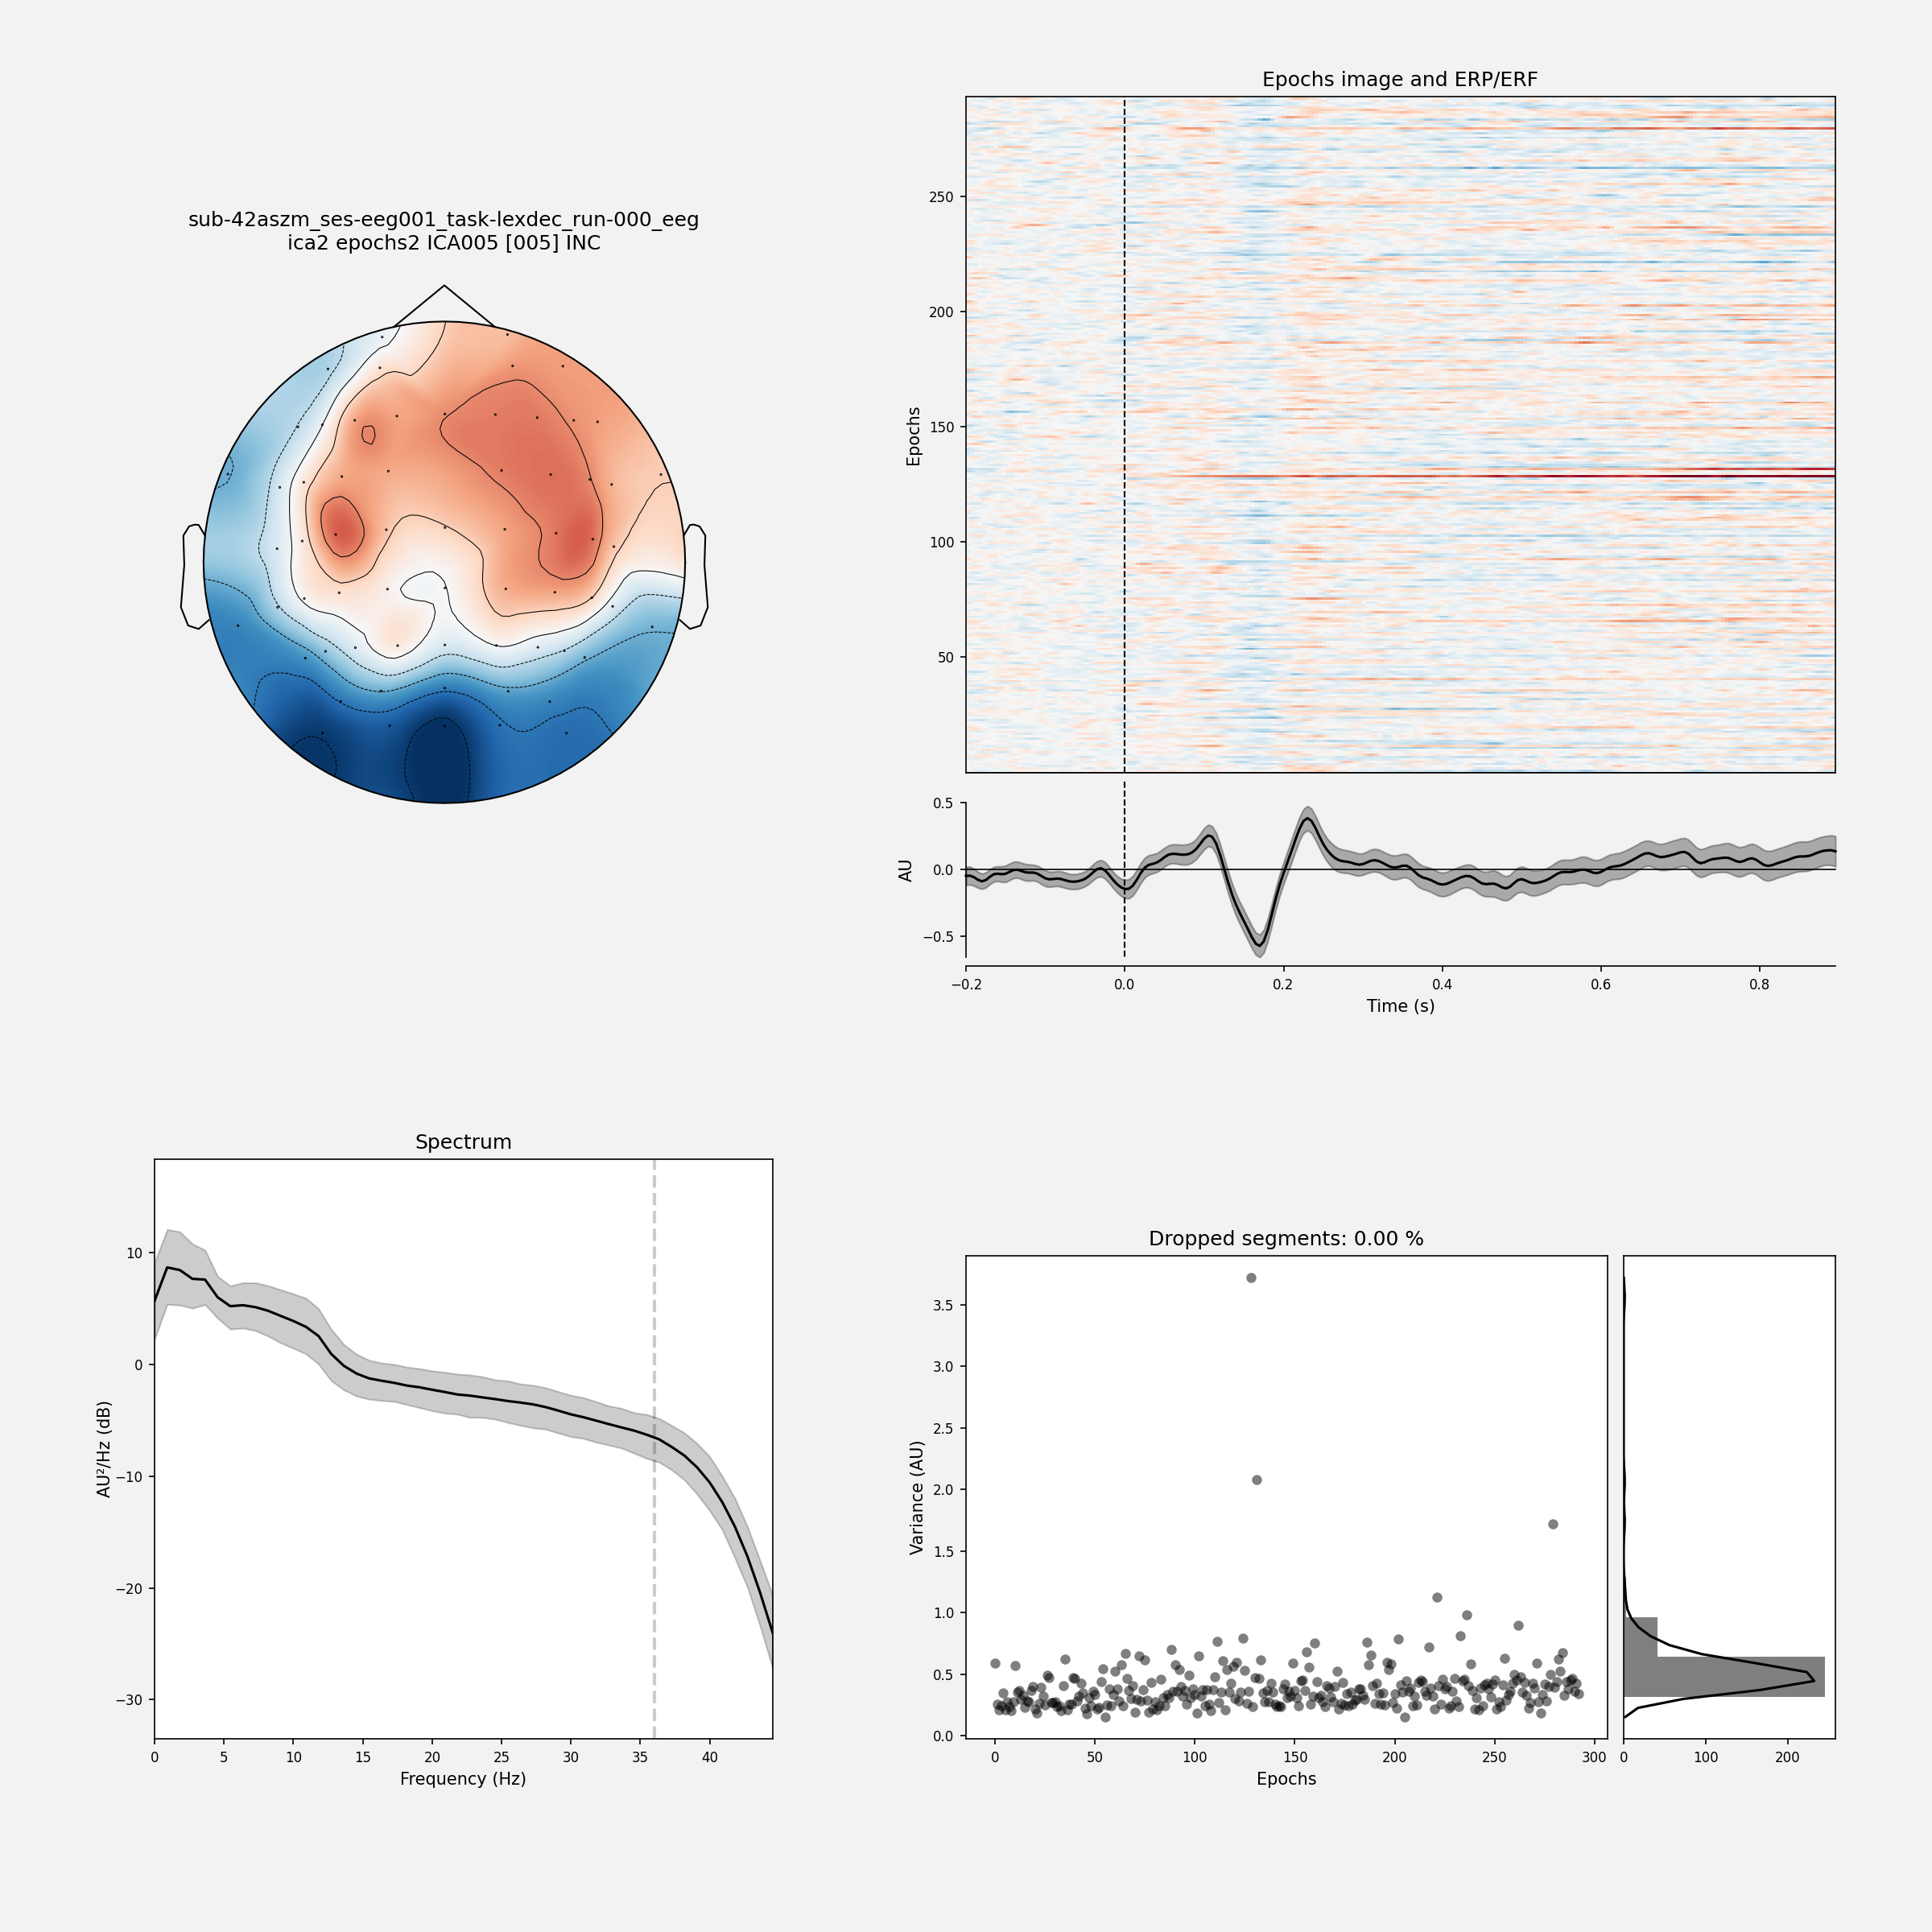 sub-42aszm_ses-eeg001_task-lexdec_run-000_eeg
ica2 epochs2 ICA005 [005] INC
Epochs image and ERP/ERF
Epochs
250
200
150
100
50
0.5
0.0
−0.5
AU
−0.2 0.0 0.2 0.4 0.6 0.8
Time (s)
Spectrum
AU²/Hz (dB)
10
0
−10
−20
−30
0 5 10 15 20 25 30 35 40
Frequency (Hz)
Dropped segments: 0.00 %
Variance (AU)
3.5
3.0
2.5
2.0
1.5
1.0
0.5
0.0
0 50 100 150 200 250 300
Epochs
0 100 200